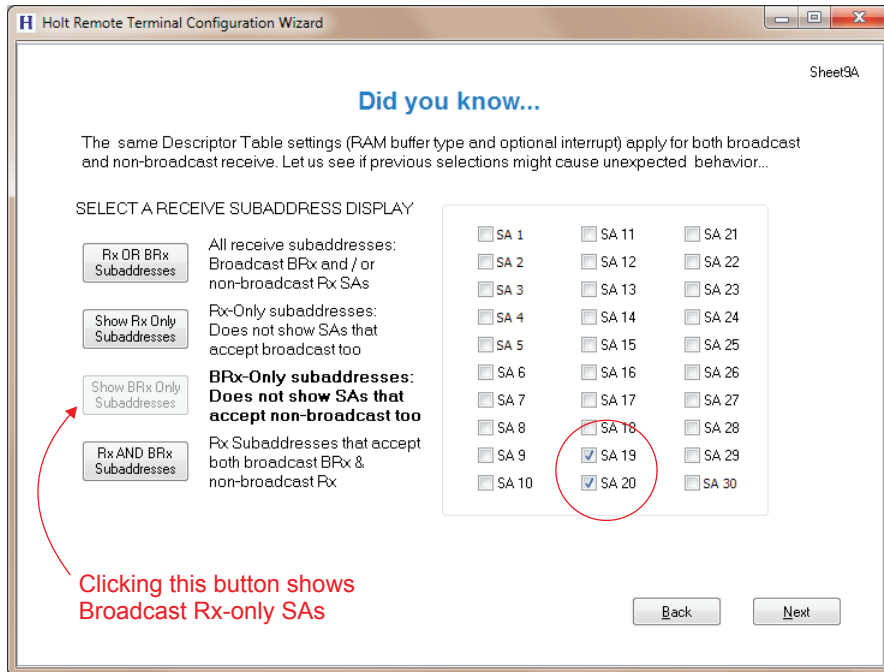 Holt Remote Terminal Configuration Wizard
Sheet9A
Did you know...
The same Descriptor Table settings (RAM buffer type and optional interrupt) apply for both broadcast
and non-broadcast receive. Let us see if previous selections might cause unexpected behavior...
SELECT A RECEIVE SUBADDRESS DISPLAY
Rx OR BRx
Subaddresses
All receive subaddresses:
Broadcast BRx and / or
non-broadcast Rx SAs
Show Rx Only
Subaddresses
Rx-Only subaddresses:
Does not show SAs that
accept broadcast too
Show BRx Only
Subaddresses
BRx-Only subaddresses:
Does not show SAs that
accept non-broadcast too
Rx AND BRx
Subaddresses
Rx Subaddresses that accept
both broadcast BRx &
non-broadcast Rx
SA 1
SA 2
SA 3
SA 4
SA 5
SA 6
SA 7
SA 8
SA 9
SA 10
SA 11
SA 12
SA 13
SA 14
SA 15
SA 16
SA 17
SA 18
SA 19
SA 20
SA 21
SA 22
SA 23
SA 24
SA 25
SA 26
SA 27
SA 28
SA 29
SA 30
Clicking this button shows
Broadcast Rx-only SAs
Back
Next